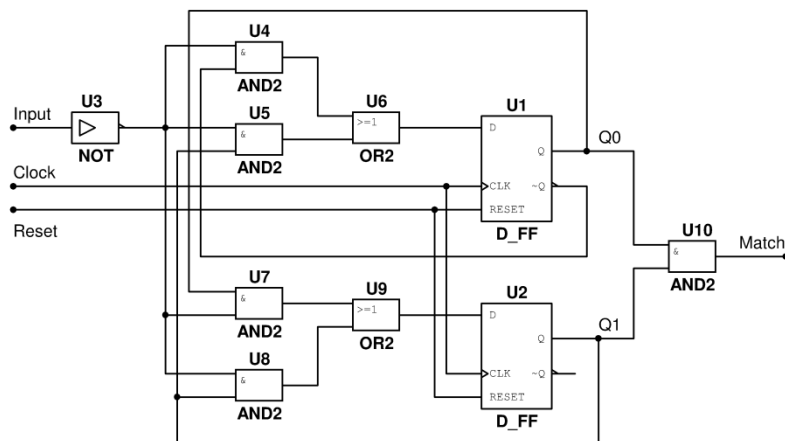 U4
&
AND2
U3
Input
NOT
U5
&
AND2
U6
>=1
OR2
U1
D
Q
CLK
~Q
RESET
D_FF
Q0
Clock
Reset
U10
&
AND2
Match
U7
&
AND2
U9
>=1
OR2
U2
D
Q
CLK
~Q
RESET
D_FF
Q1
U8
&
AND2